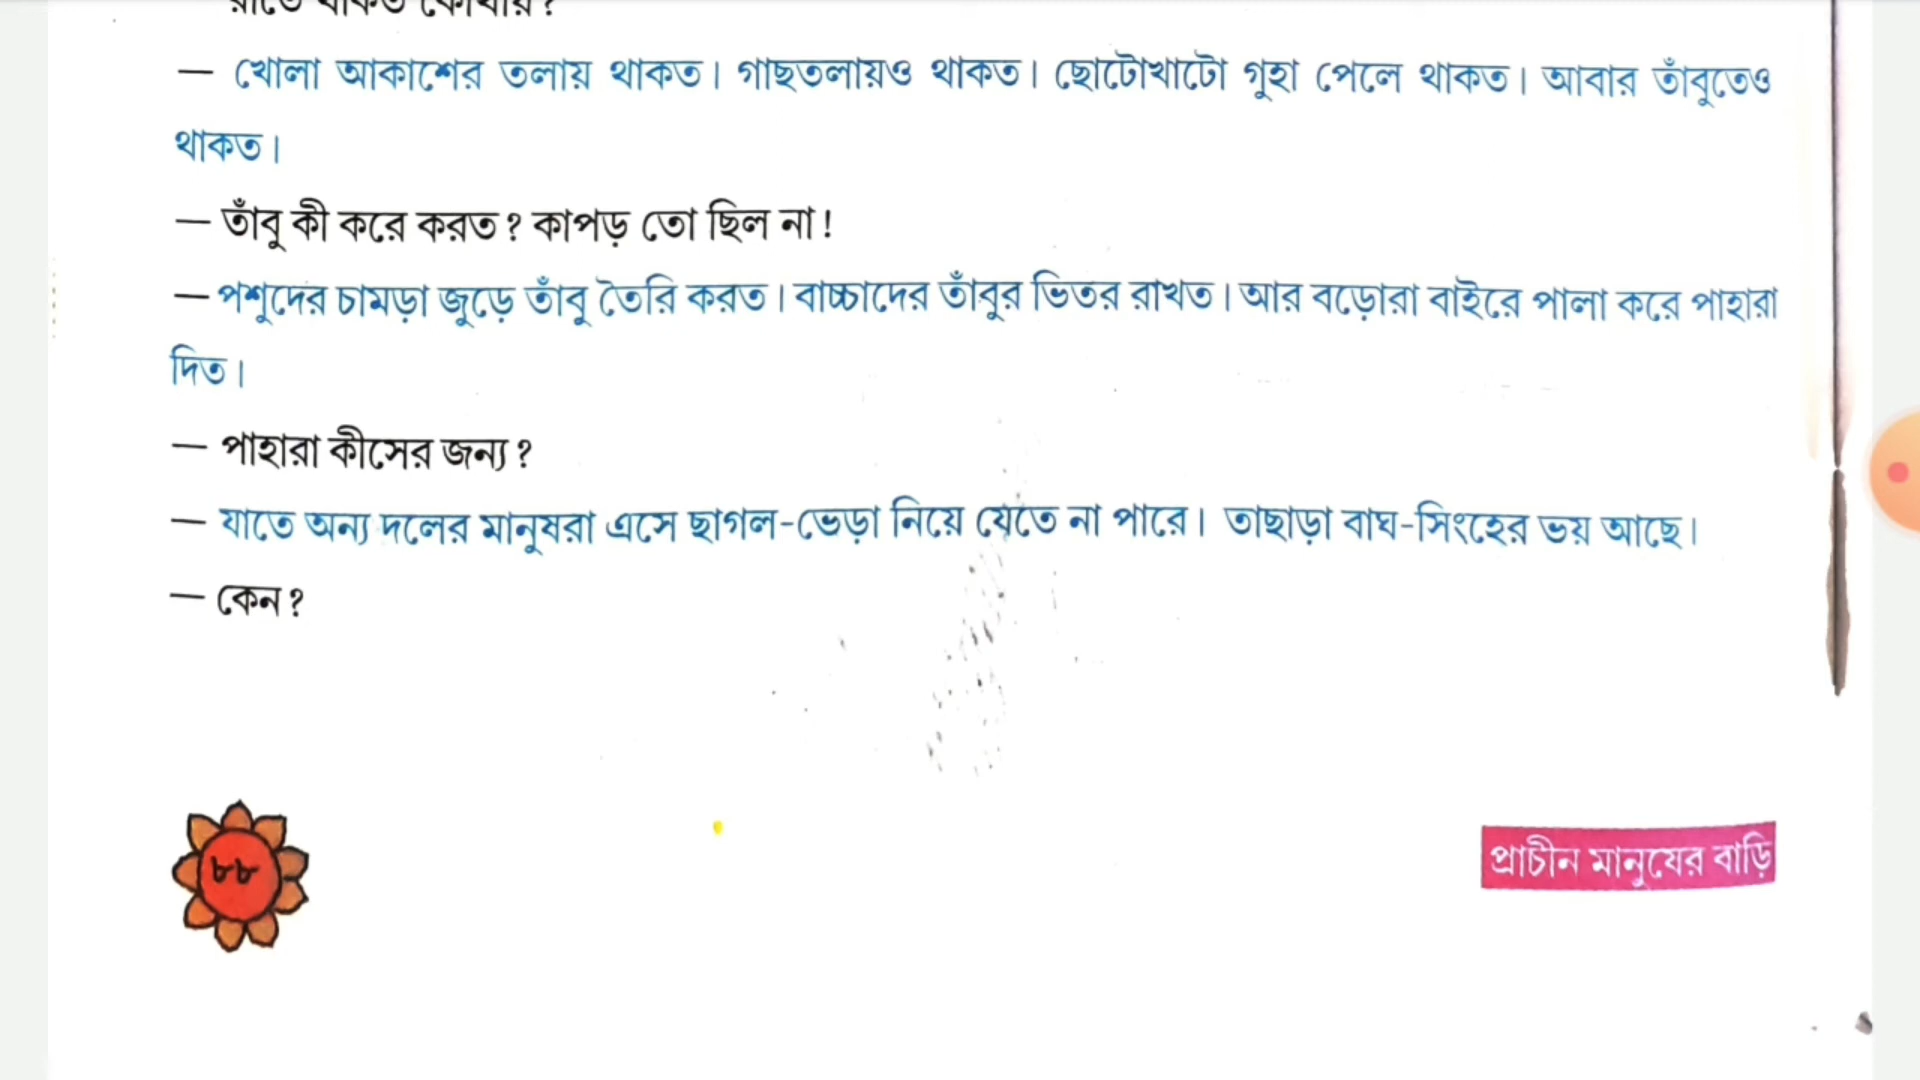 রাতে থাকত কোথায়?
— খোলা আকাশের তলায় থাকত। গাছতলায়ও থাকত। ছোটোখাটো গুহা পেলে থাকত। আবার তাঁবুতেও
থাকত।
— তাঁবু কী করে করত? কাপড় তো ছিল না!
— পশুদের চামড়া জুড়ে তাঁবু তৈরি করত। বাচ্চাদের তাঁবুর ভিতর রাখত। আর বড়োরা বাইরে পালা করে পাহারা
দিত।
— পাহারা কীসের জন্য?
— যাতে অন্য দলের মানুষরা এসে ছাগল-ভেড়া নিয়ে যেতে না পারে। তাছাড়া বাঘ-সিংহের ভয় আছে।
— কেন?
৮৮
প্রাচীন মানুষের বাড়ি